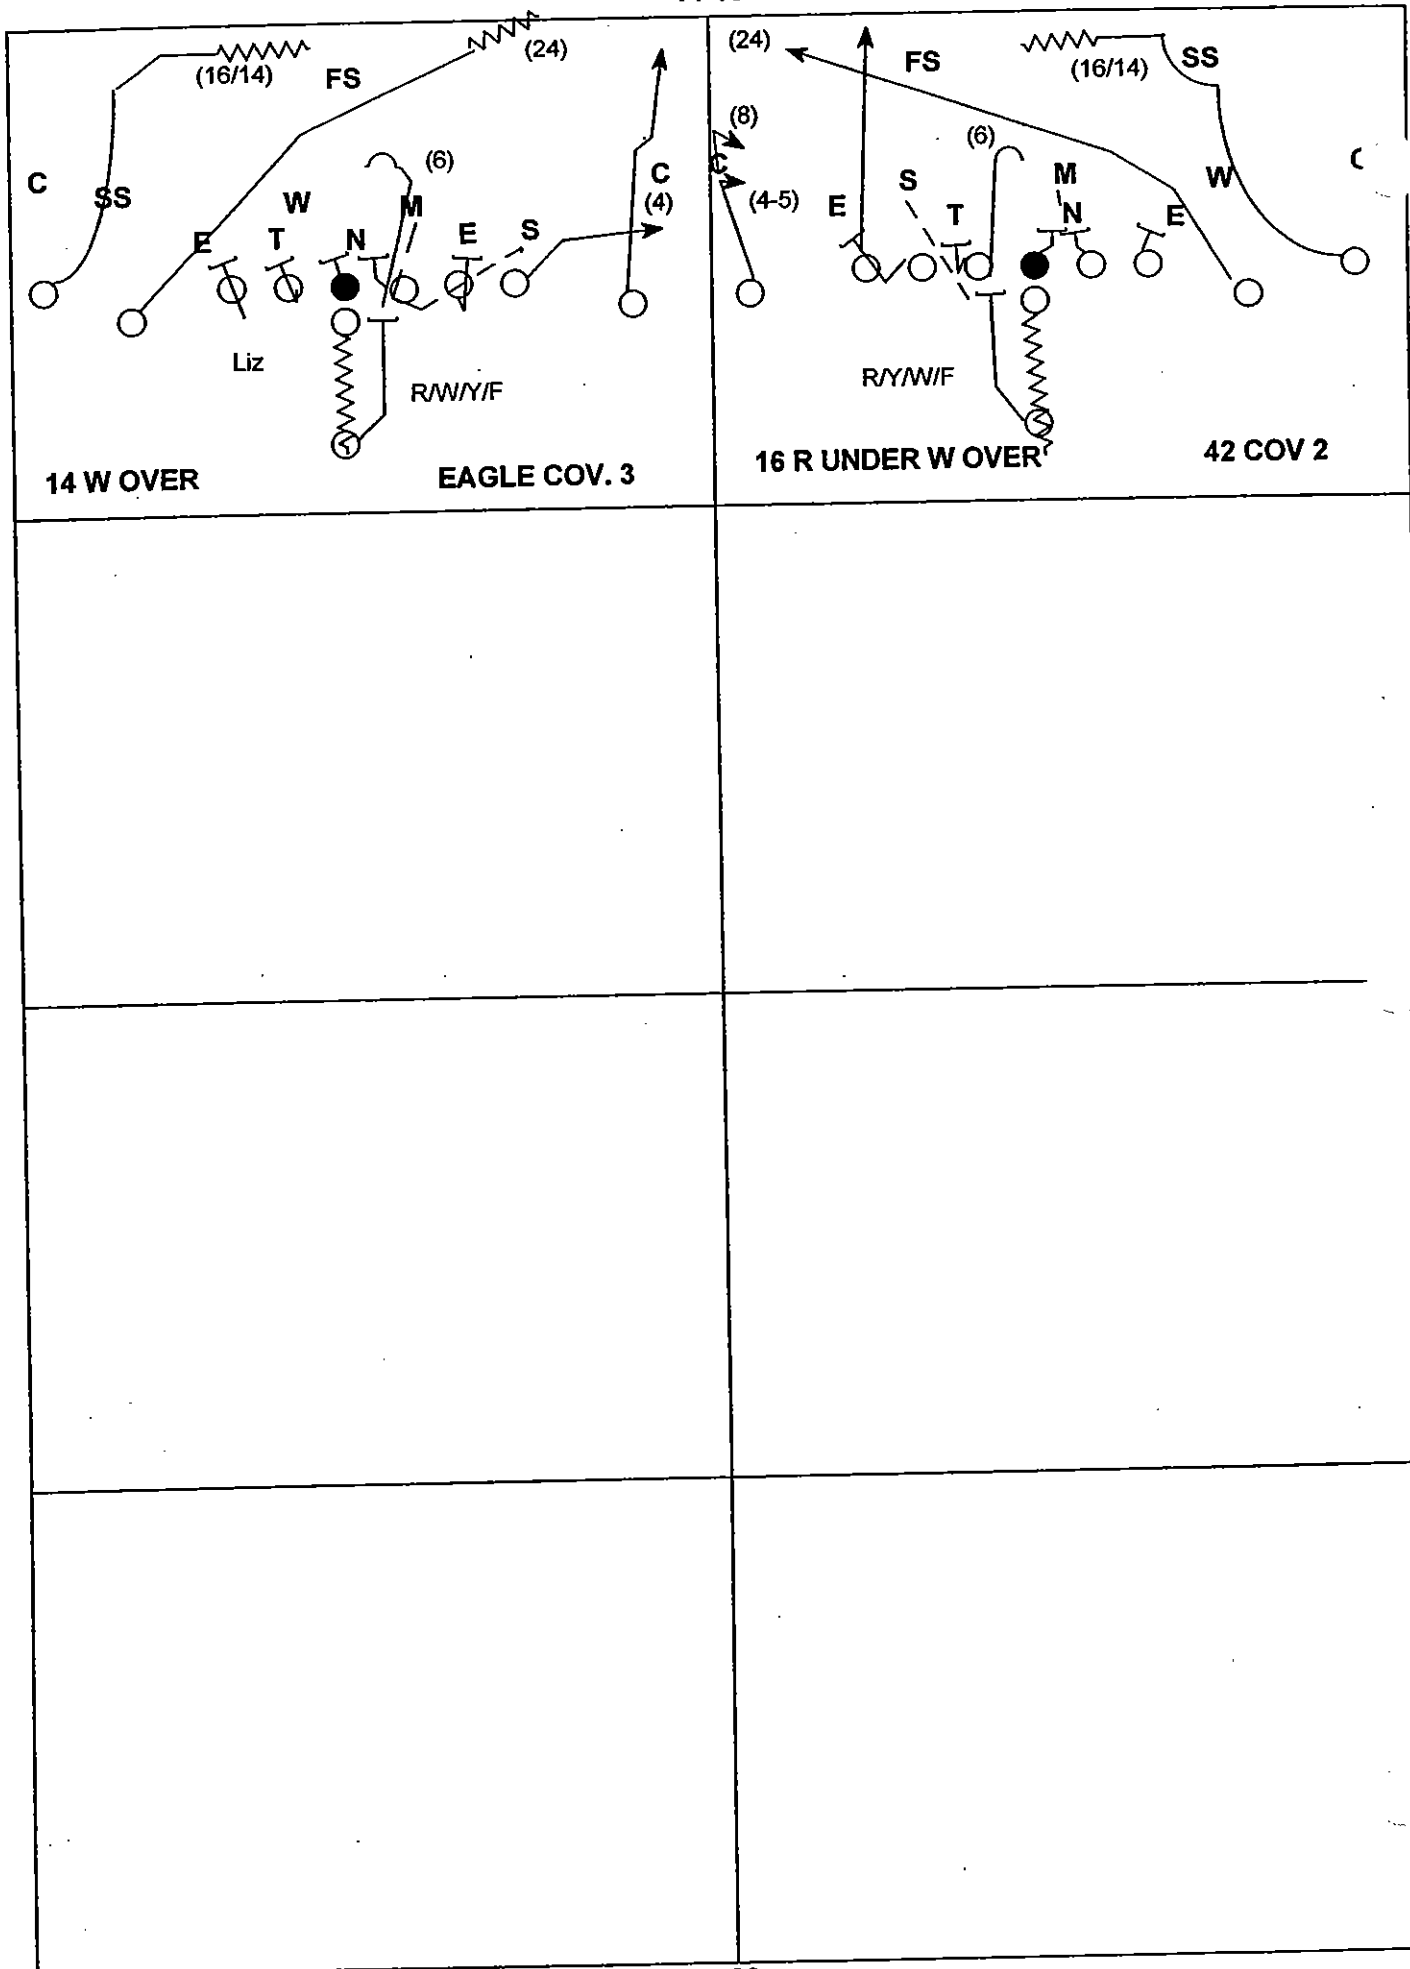 (16/14) FS (24)
(6)
C SS W M C
(4)
E T N E S
Liz
R/W/Y/F
14 W OVER EAGLE COV. 3
(24) FS (16/14) SS
(8)
(6)
C
S M W C
(4-5) E T N E
R/Y/W/F
16 R UNDER W OVER 42 COV 2